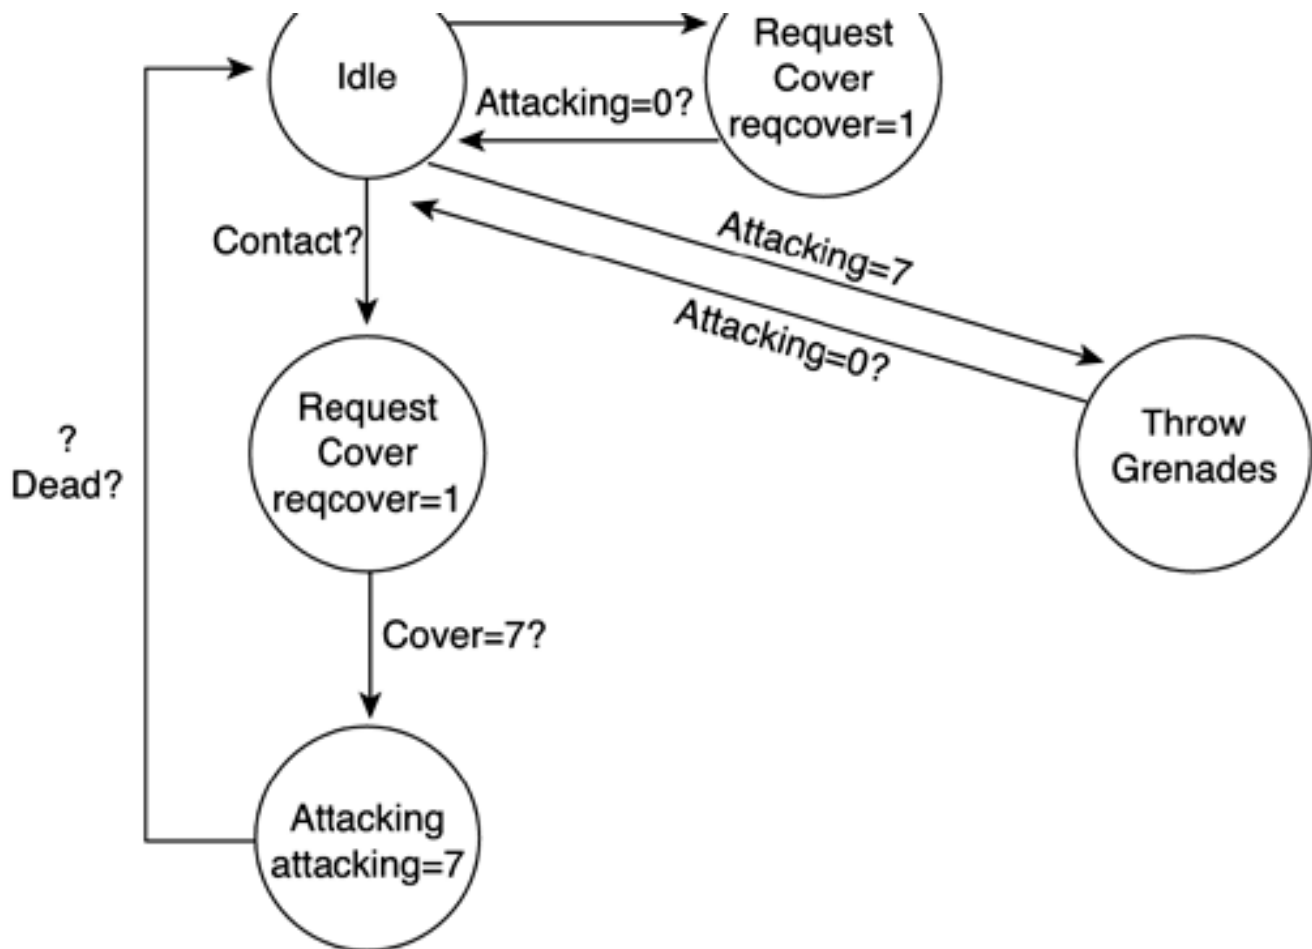 Idle
Request
Cover
reqcover=1
Attacking=0?
Contact?
Attacking=7
Attacking=0?
Request
Cover
reqcover=1
Throw
Grenades
?
Dead?
Cover=7?
Attacking
attacking=7